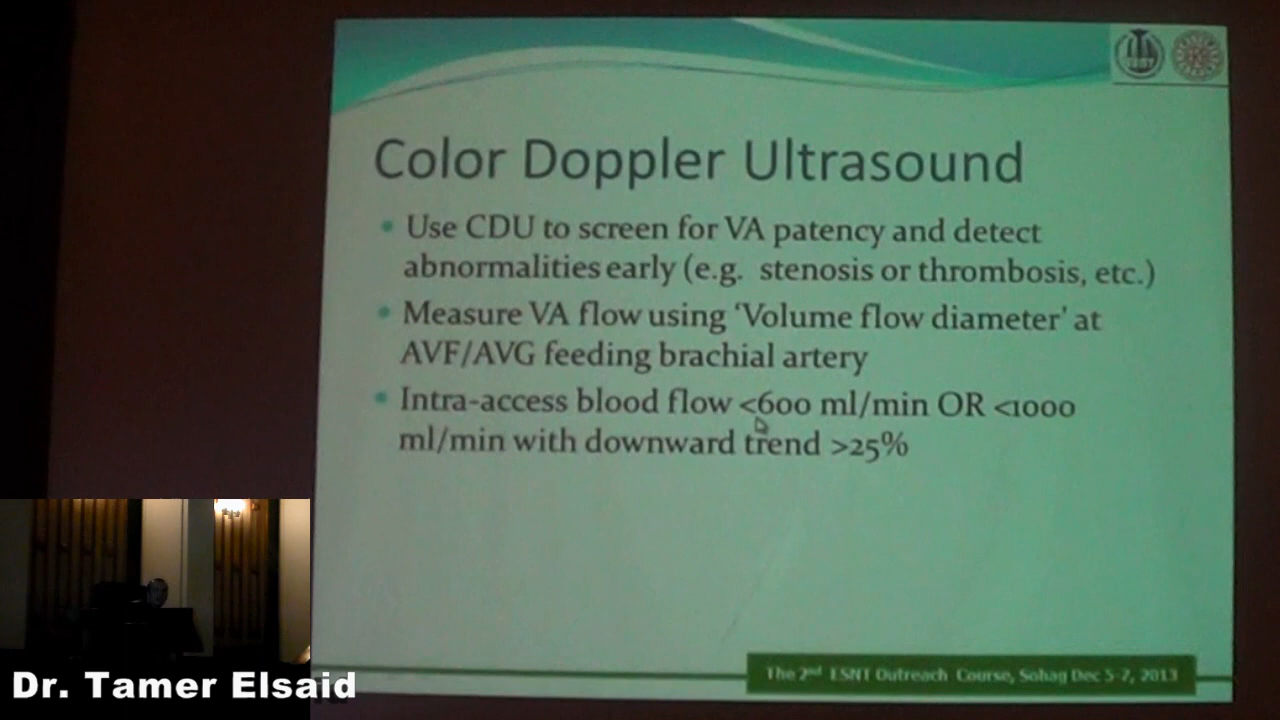 Color Doppler Ultrasound
• Use CDU to screen for VA patency and detect
abnormalities early (e.g. stenosis or thrombosis, etc.)
• Measure VA flow using ‘Volume flow diameter’ at
AVF/AVG feeding brachial artery
• Intra-access blood flow <600 ml/min OR <1000
ml/min with downward trend >25%
The 2nd ESNT Outreach Course, Sohag Dec 5-7, 2013
Dr. Tamer Elsaid